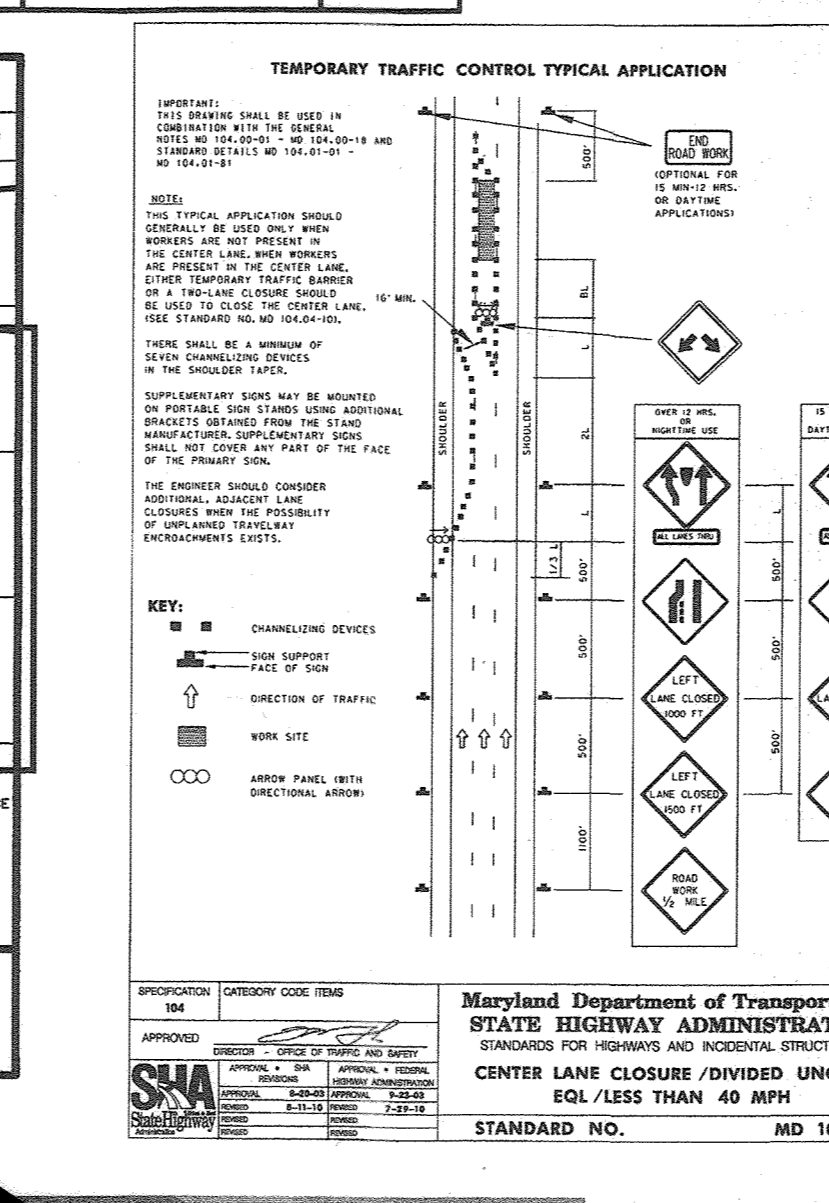 TEMPORARY TRAFFIC CONTROL TYPICAL APPLICATION
IMPORTANT:
THIS DRAWING SHALL BE USED IN
COMBINATION WITH THE GENERAL
NOTES MD 104.00-01 - MD 104.00-18 AND
STANDARD DETAILS MD 104.01-01 -
MD 104.01-81
NOTE:
THIS TYPICAL APPLICATION SHOULD
GENERALLY BE USED ONLY WHEN
WORKERS ARE NOT PRESENT IN
THE CENTER LANE. WHEN WORKERS
ARE PRESENT IN THE CENTER LANE,
EITHER TEMPORARY TRAFFIC BARRIER
OR A TWO-LANE CLOSURE SHOULD
BE USED TO CLOSE THE CENTER LANE.
(SEE STANDARD NO. MD 104.04-10).
THERE SHALL BE A MINIMUM OF
SEVEN CHANNELIZING DEVICES
IN THE SHOULDER TAPER.
SUPPLEMENTARY SIGNS MAY BE MOUNTED
ON PORTABLE SIGN STANDS USING ADDITIONAL
BRACKETS OBTAINED FROM THE STAND
MANUFACTURER. SUPPLEMENTARY SIGNS
SHALL NOT COVER ANY PART OF THE FACE
OF THE PRIMARY SIGN.
THE ENGINEER SHOULD CONSIDER
ADDITIONAL, ADJACENT LANE
CLOSURES WHEN THE POSSIBILITY
OF UNPLANNED TRAVELWAY
ENCROACHMENTS EXISTS.
KEY:
CHANNELIZING DEVICES
SIGN SUPPORT
FACE OF SIGN
DIRECTION OF TRAFFIC
WORK SITE
ARROW PANEL (WITH
DIRECTIONAL ARROW)
16' MIN.
SHOULDER
SHOULDER
500'
BL
L
2L
L
1/3 L
500'
500'
500'
1100'
END
ROAD WORK
(OPTIONAL FOR
15 MIN-12 HRS.
OR DAYTIME
APPLICATIONS)
OVER 12 HRS.
OR
NIGHTTIME USE
ALL LANES THRU
LEFT
LANE CLOSED
1000 FT
LEFT
LANE CLOSED
1500 FT
ROAD
WORK
1/2 MILE
L
500'
500'
500'
15
DAYT
LA
E
SPECIFICATION
104
CATEGORY CODE ITEMS
APPROVED
DIRECTOR - OFFICE OF TRAFFIC AND SAFETY
SHA
State Highway
Administration
APPROVAL • SHA
REVISIONS
APPROVAL • FEDERAL
HIGHWAY ADMINISTRATION
APPROVAL 8-20-03 APPROVAL 9-23-03
REVISED 6-11-10 REVISED 7-29-10
REVISED REVISED
REVISED REVISED
Maryland Department of Transpor
STATE HIGHWAY ADMINISTRAT
STANDARDS FOR HIGHWAYS AND INCIDENTAL STRUCT
CENTER LANE CLOSURE/DIVIDED UN
EQL/LESS THAN 40 MPH
STANDARD NO. MD 1